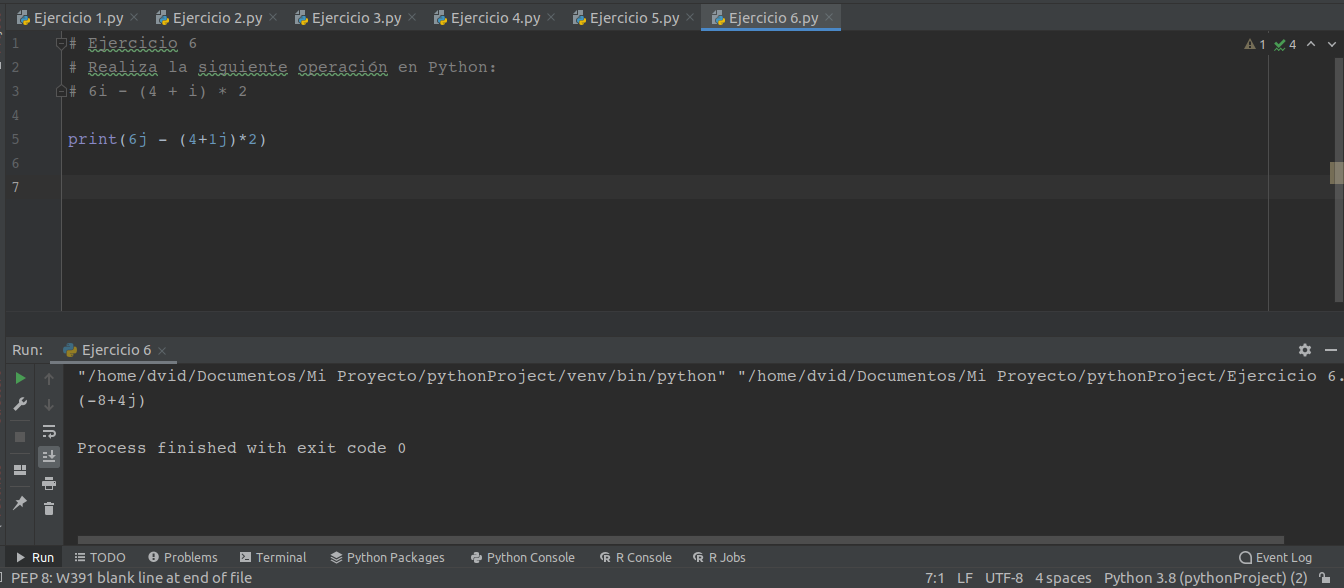 Ejercicio 1.py Ejercicio 2.py Ejercicio 3.py Ejercicio 4.py Ejercicio 5.py Ejercicio 6.py
1 # Ejercicio 6
2 # Realiza la siguiente operación en Python:
3 # 6i - (4 + i) * 2
4
5 print(6j - (4+1j)*2)
6
7
1 4
Run: Ejercicio 6
"/home/dvid/Documentos/Mi Proyecto/pythonProject/venv/bin/python" "/home/dvid/Documentos/Mi Proyecto/pythonProject/Ejercicio 6.
(-8+4j)
Process finished with exit code 0
Run TODO Problems Terminal Python Packages Python Console R Console R Jobs Event Log
PEP 8: W391 blank line at end of file 7:1 LF UTF-8 4 spaces Python 3.8 (pythonProject) (2)